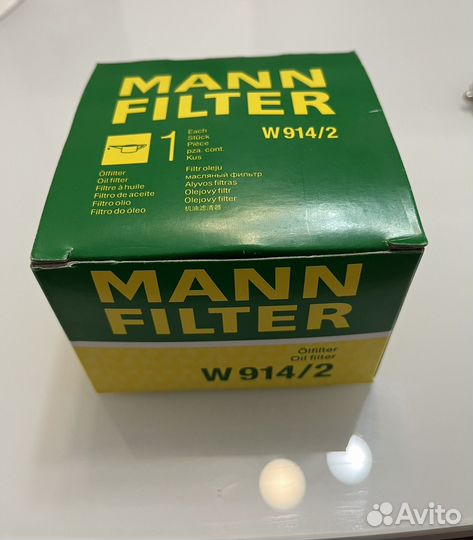 MANN
FILTER
1
Each
Stück
Pièce
pza. cont.
Kus
W 914/2
Ölfilter
Oil filter
Filtre à huile
Filtro de aceite
Filtro olio
Filtro do óleo
Filtr oleju
масляный фильтр
Alyvos filtras
Olejový filtr
Olejový filter
机油滤清器
MANN
FILTER
Ölfilter
Oil filter
W 914/2
Avito